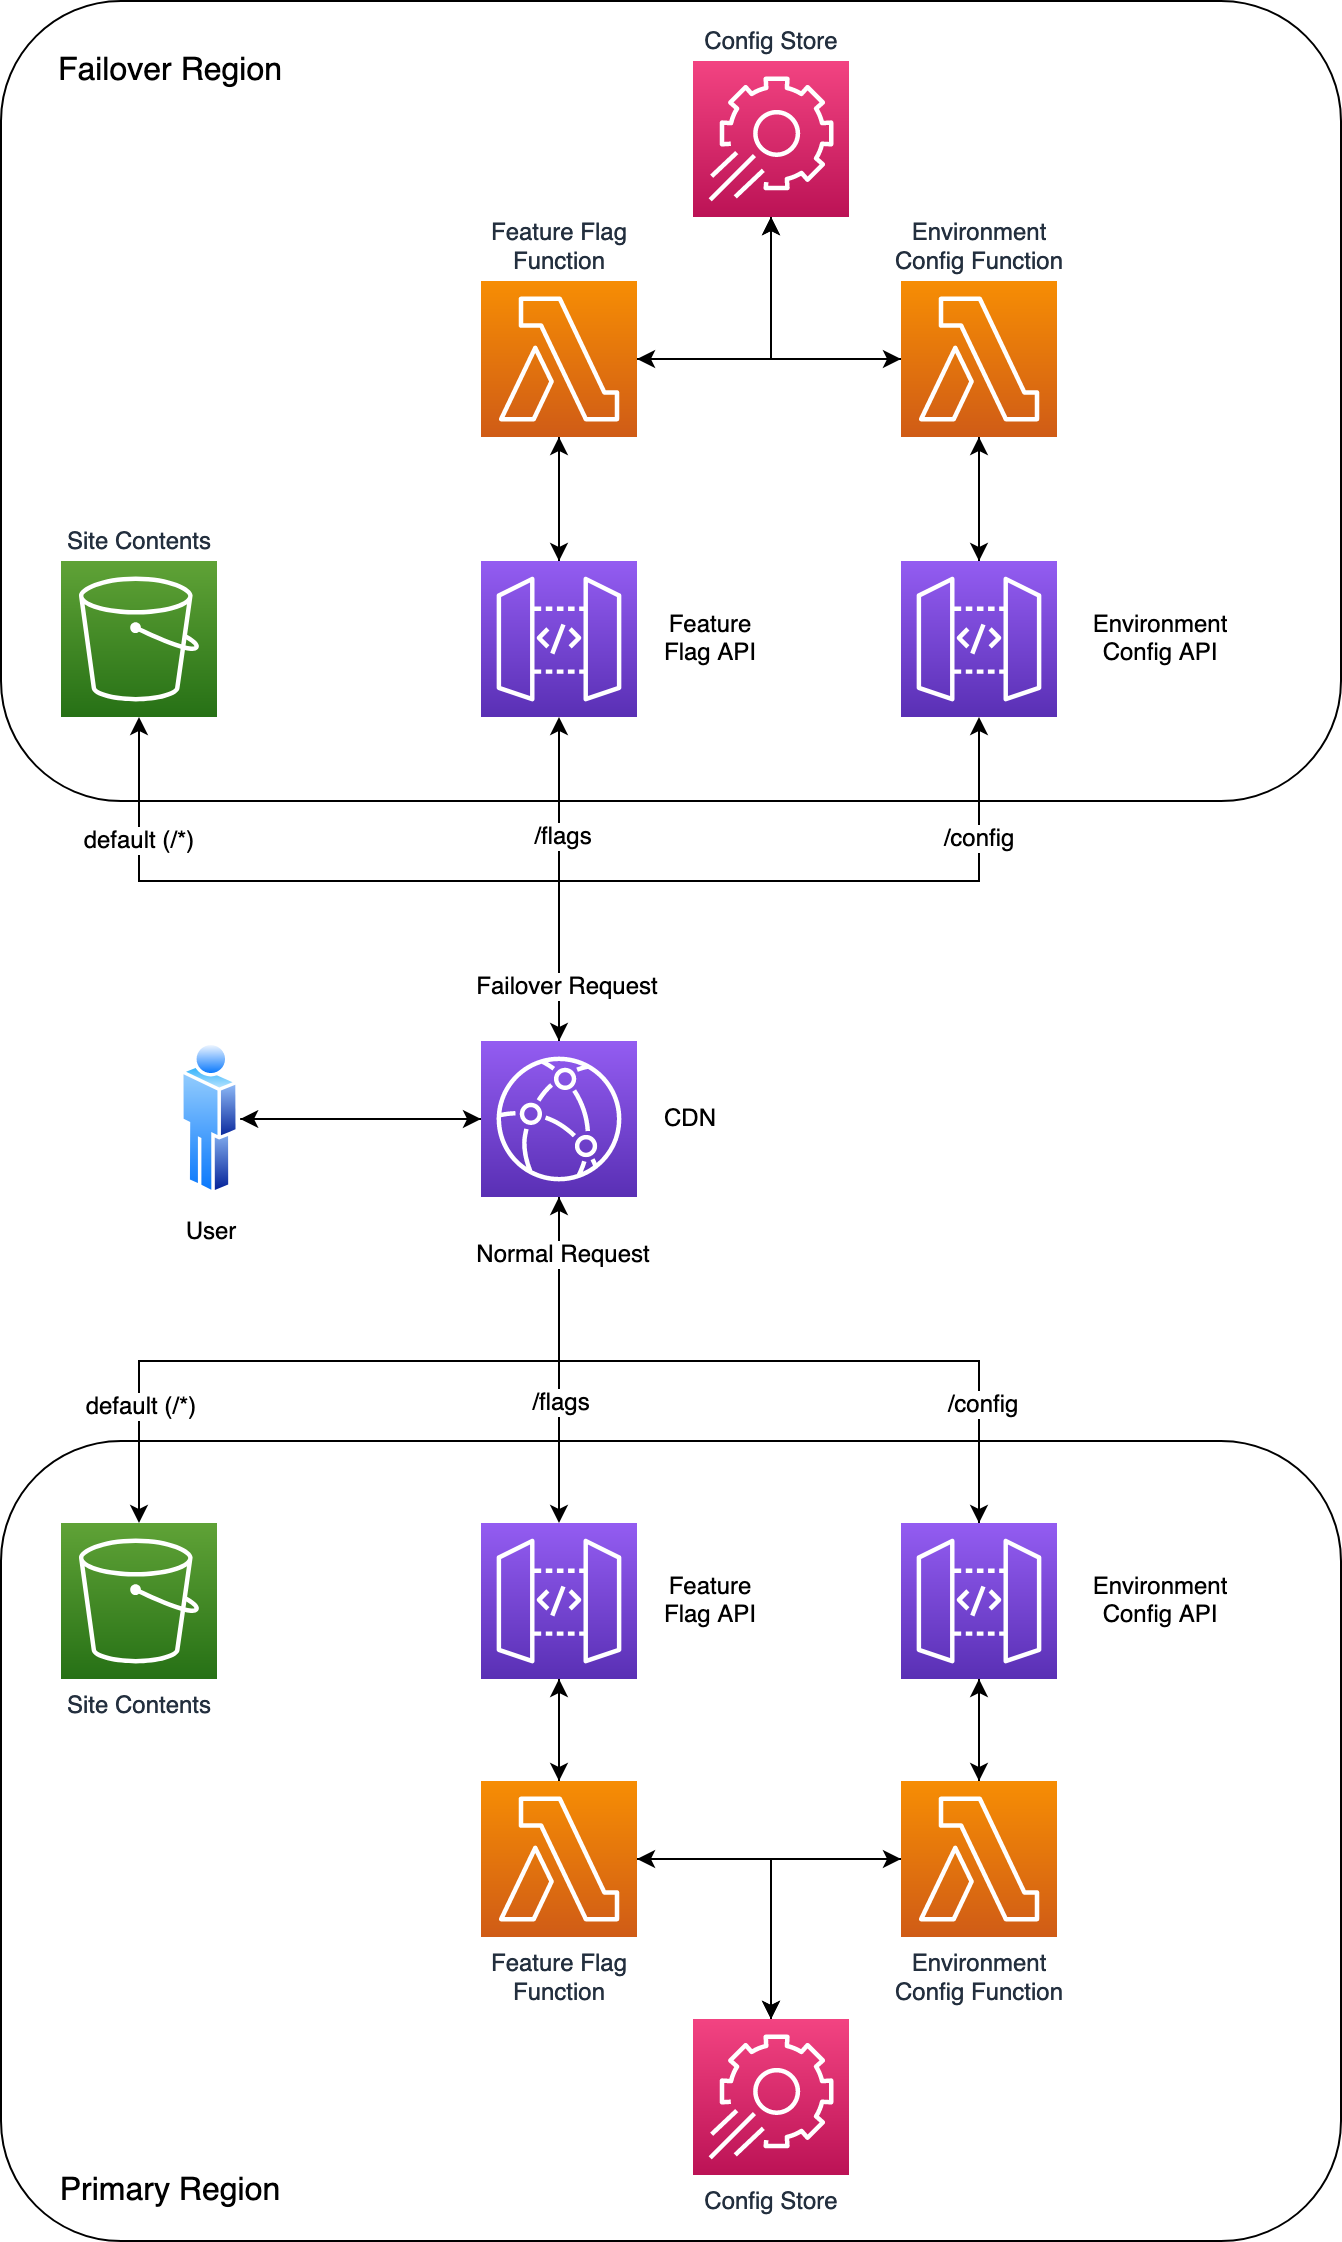 Failover Region
Config Store
Feature Flag
Function
Environment
Config Function
Site Contents
Feature
Flag API
Environment
Config API
default (/*)
/flags
/config
Failover Request
CDN
User
Normal Request
default (/*)
/flags
/config
Feature
Flag API
Environment
Config API
Site Contents
Feature Flag
Function
Environment
Config Function
Primary Region
Config Store